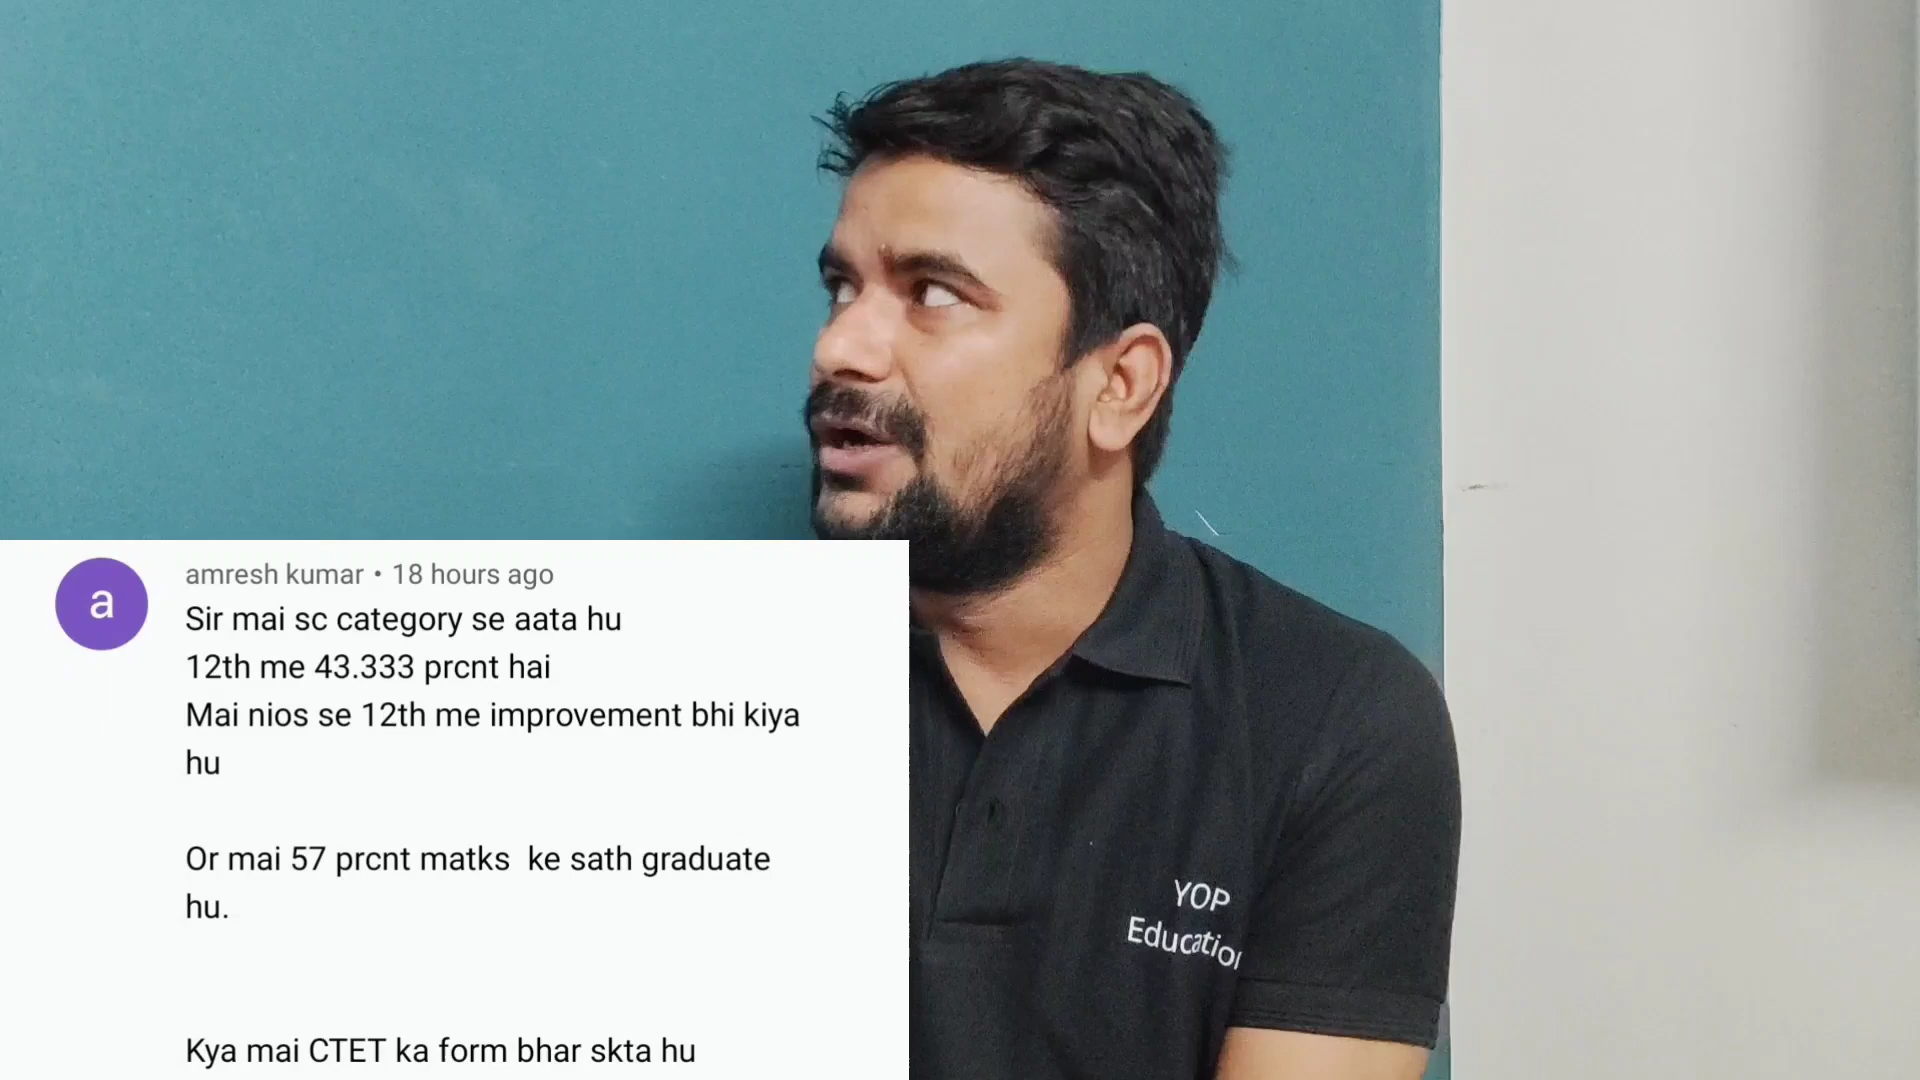 a
amresh kumar • 18 hours ago
Sir mai sc category se aata hu
12th me 43.333 prcnt hai
Mai nios se 12th me improvement bhi kiya
hu
Or mai 57 prcnt matks  ke sath graduate
hu.
Kya mai CTET ka form bhar skta hu
YOP
Education